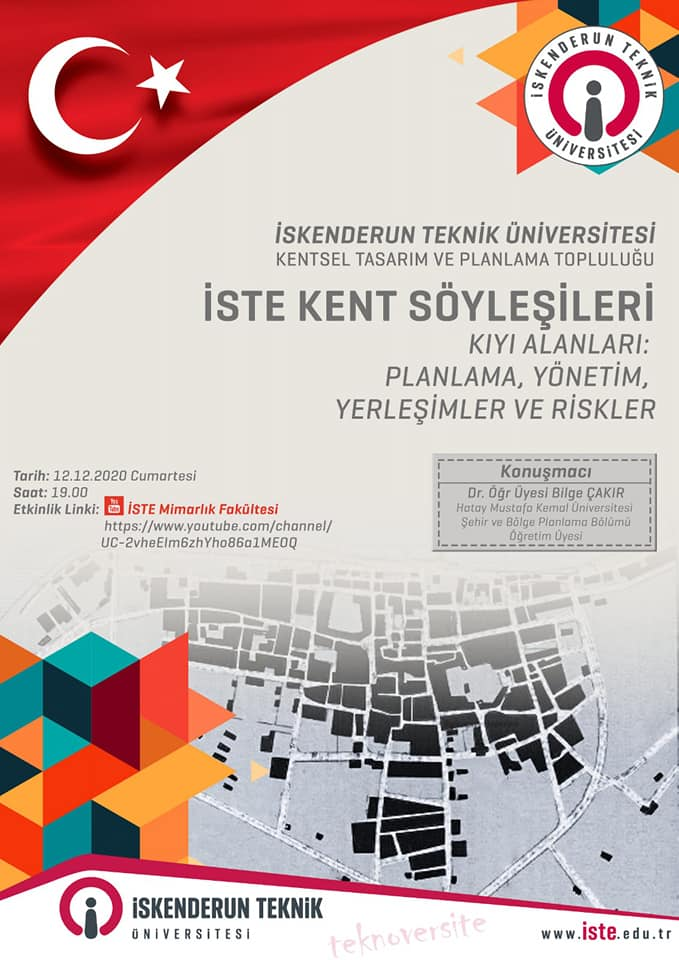 İSKENDERUN TEKNİK
ÜNİVERSİTESİ
İSKENDERUN TEKNİK ÜNİVERSİTESİ
KENTSEL TASARIM VE PLANLAMA TOPLULUĞU
İSTE KENT SÖYLEŞİLERİ
KIYI ALANLARI:
PLANLAMA, YÖNETİM,
YERLEŞİMLER VE RİSKLER
Tarih: 12.12.2020 Cumartesi
Saat: 19.00
Etkinlik Linki: You Tube İSTE Mimarlık Fakültesi
https://www.youtube.com/channel/
UC-2vheEIm6zhYho86a1MEOQ
Konuşmacı
Dr. Öğr Üyesi Bilge ÇAKIR
Hatay Mustafa Kemal Üniversitesi
Şehir ve Bölge Planlama Bölümü
Öğretim Üyesi
İSKENDERUN TEKNİK
ÜNİVERSİTESİ
teknoversite
www.iste.edu.tr